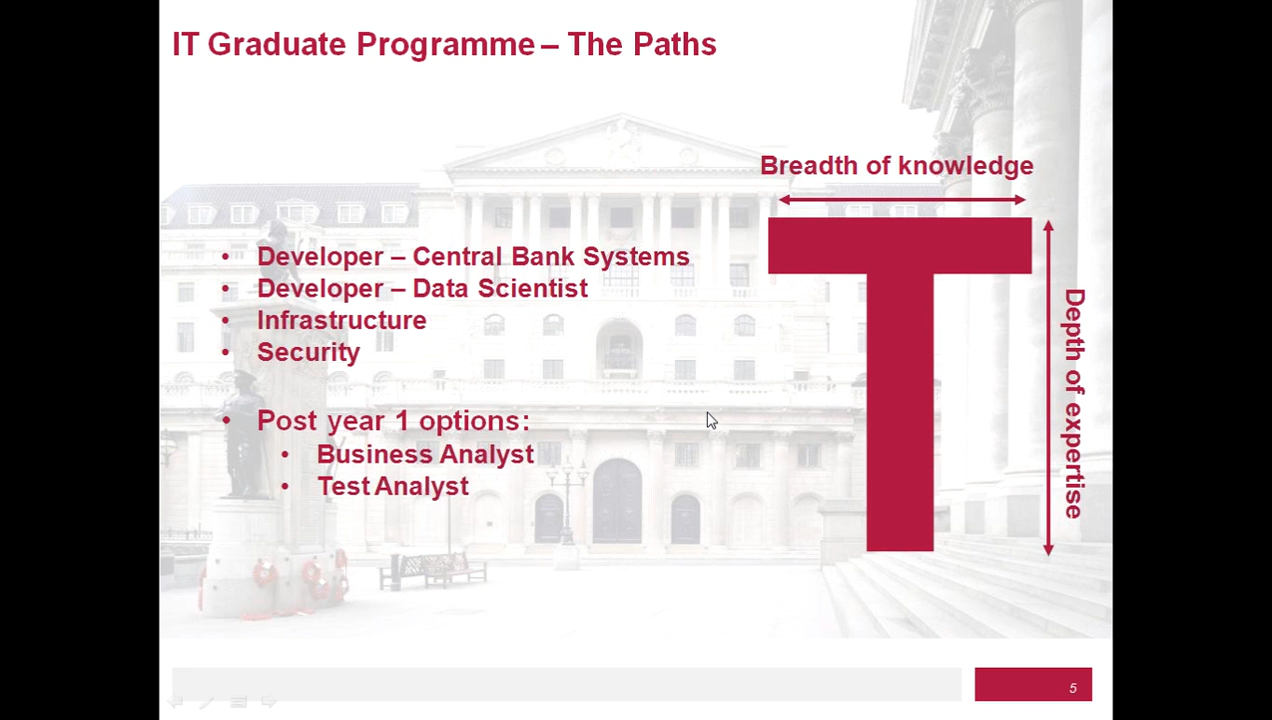 IT Graduate Programme – The Paths
Breadth of knowledge
• Developer – Central Bank Systems
• Developer – Data Scientist
• Infrastructure
• Security
• Post year 1 options:
• Business Analyst
• Test Analyst
T
Depth of expertise
5